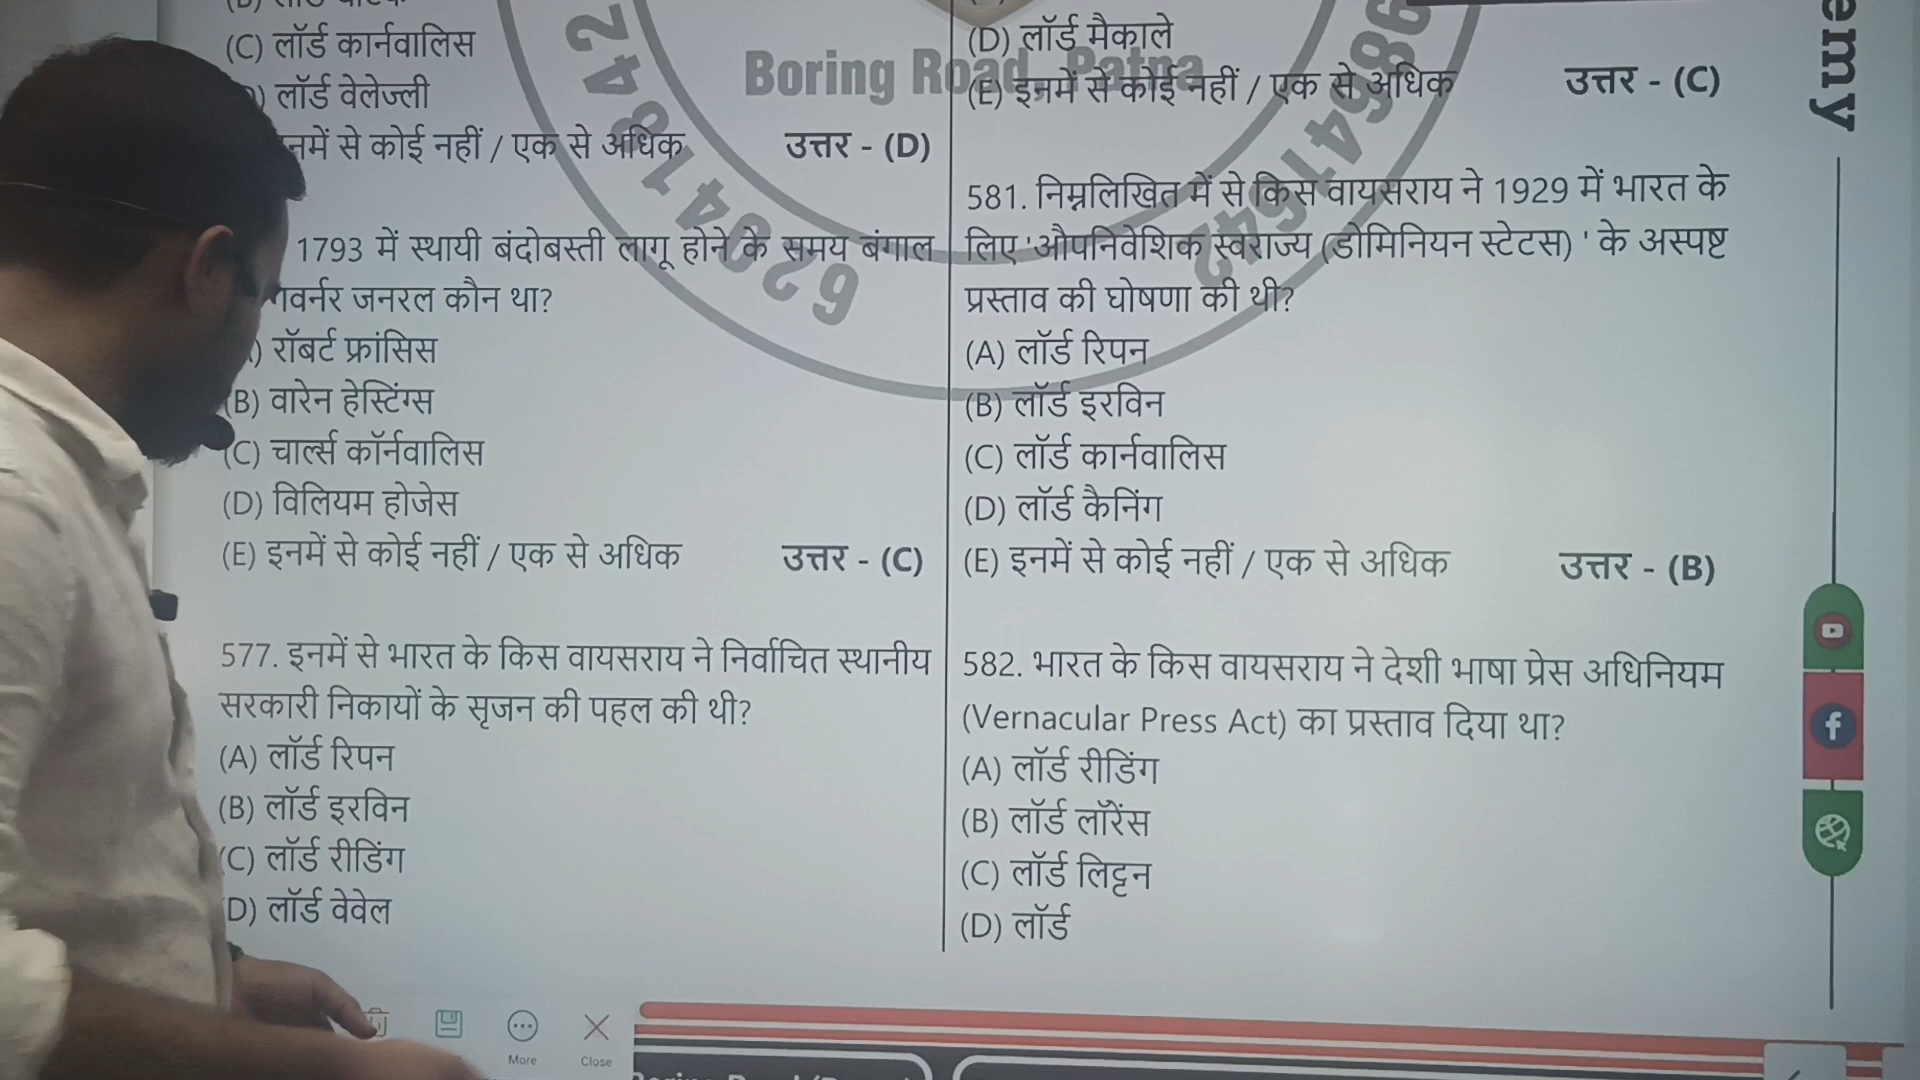 (C) लॉर्ड कार्नवालिस
लॉर्ड वेलेज्ली
से कोई नहीं / एक से अधिक उत्तर - (D)
1793 में स्थायी बंदोबस्ती लागू होने के समय बंगाल
जनरल कौन था?
रॉबर्ट फ्रांसिस
(B) वारेन हेस्टिंग्स
(C) चार्ल्स कॉर्नवालिस
(D) विलियम होजेस
(E) इनमें से कोई नहीं / एक से अधिक उत्तर - (C)
577. इनमें से भारत के किस वायसराय ने निर्वाचित स्थानीय
सरकारी निकायों के सृजन की पहल की थी?
(A) लॉर्ड रिपन
(B) लॉर्ड इरविन
(C) लॉर्ड रीडिंग
D) लॉर्ड वेवेल
(D) लॉर्ड मैकाले
(E) इनमें से कोई नहीं / एक से अधिक उत्तर - (C)
581. निम्नलिखित में से किस वायसराय ने 1929 में भारत के
लिए 'औपनिवेशिक स्वराज्य (डोमिनियन स्टेटस) ' के अस्पष्ट
प्रस्ताव की घोषणा की थी?
(A) लॉर्ड रिपन
(B) लॉर्ड इरविन
(C) लॉर्ड कार्नवालिस
(D) लॉर्ड कैनिंग
(E) इनमें से कोई नहीं / एक से अधिक उत्तर - (B)
582. भारत के किस वायसराय ने देशी भाषा प्रेस अधिनियम
(Vernacular Press Act) का प्रस्ताव दिया था?
(A) लॉर्ड रीडिंग
(B) लॉर्ड लॉरेंस
(C) लॉर्ड लिट्टन
(D) लॉर्ड
Boring Road, Patna
emy
More
Close